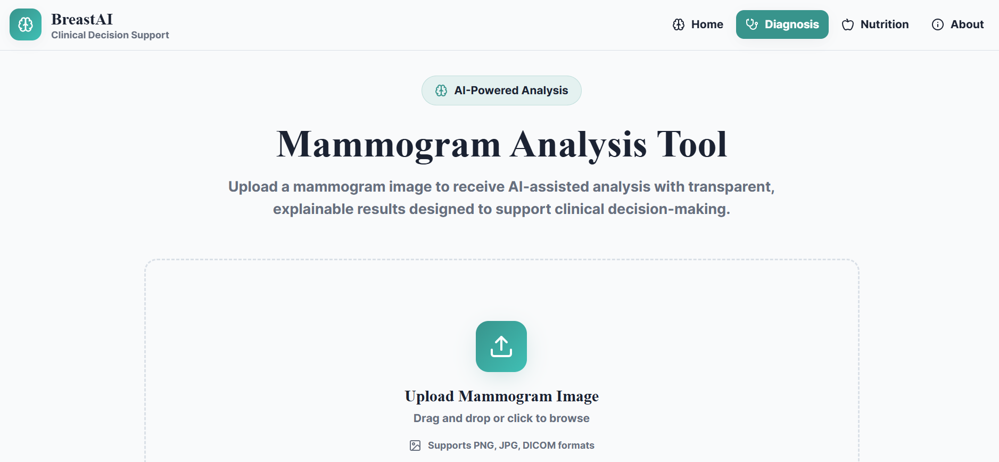 BreastAI
Clinical Decision Support
Home
Diagnosis
Nutrition
About
AI-Powered Analysis
Mammogram Analysis Tool
Upload a mammogram image to receive AI-assisted analysis with transparent,
explainable results designed to support clinical decision-making.
Upload Mammogram Image
Drag and drop or click to browse
Supports PNG, JPG, DICOM formats